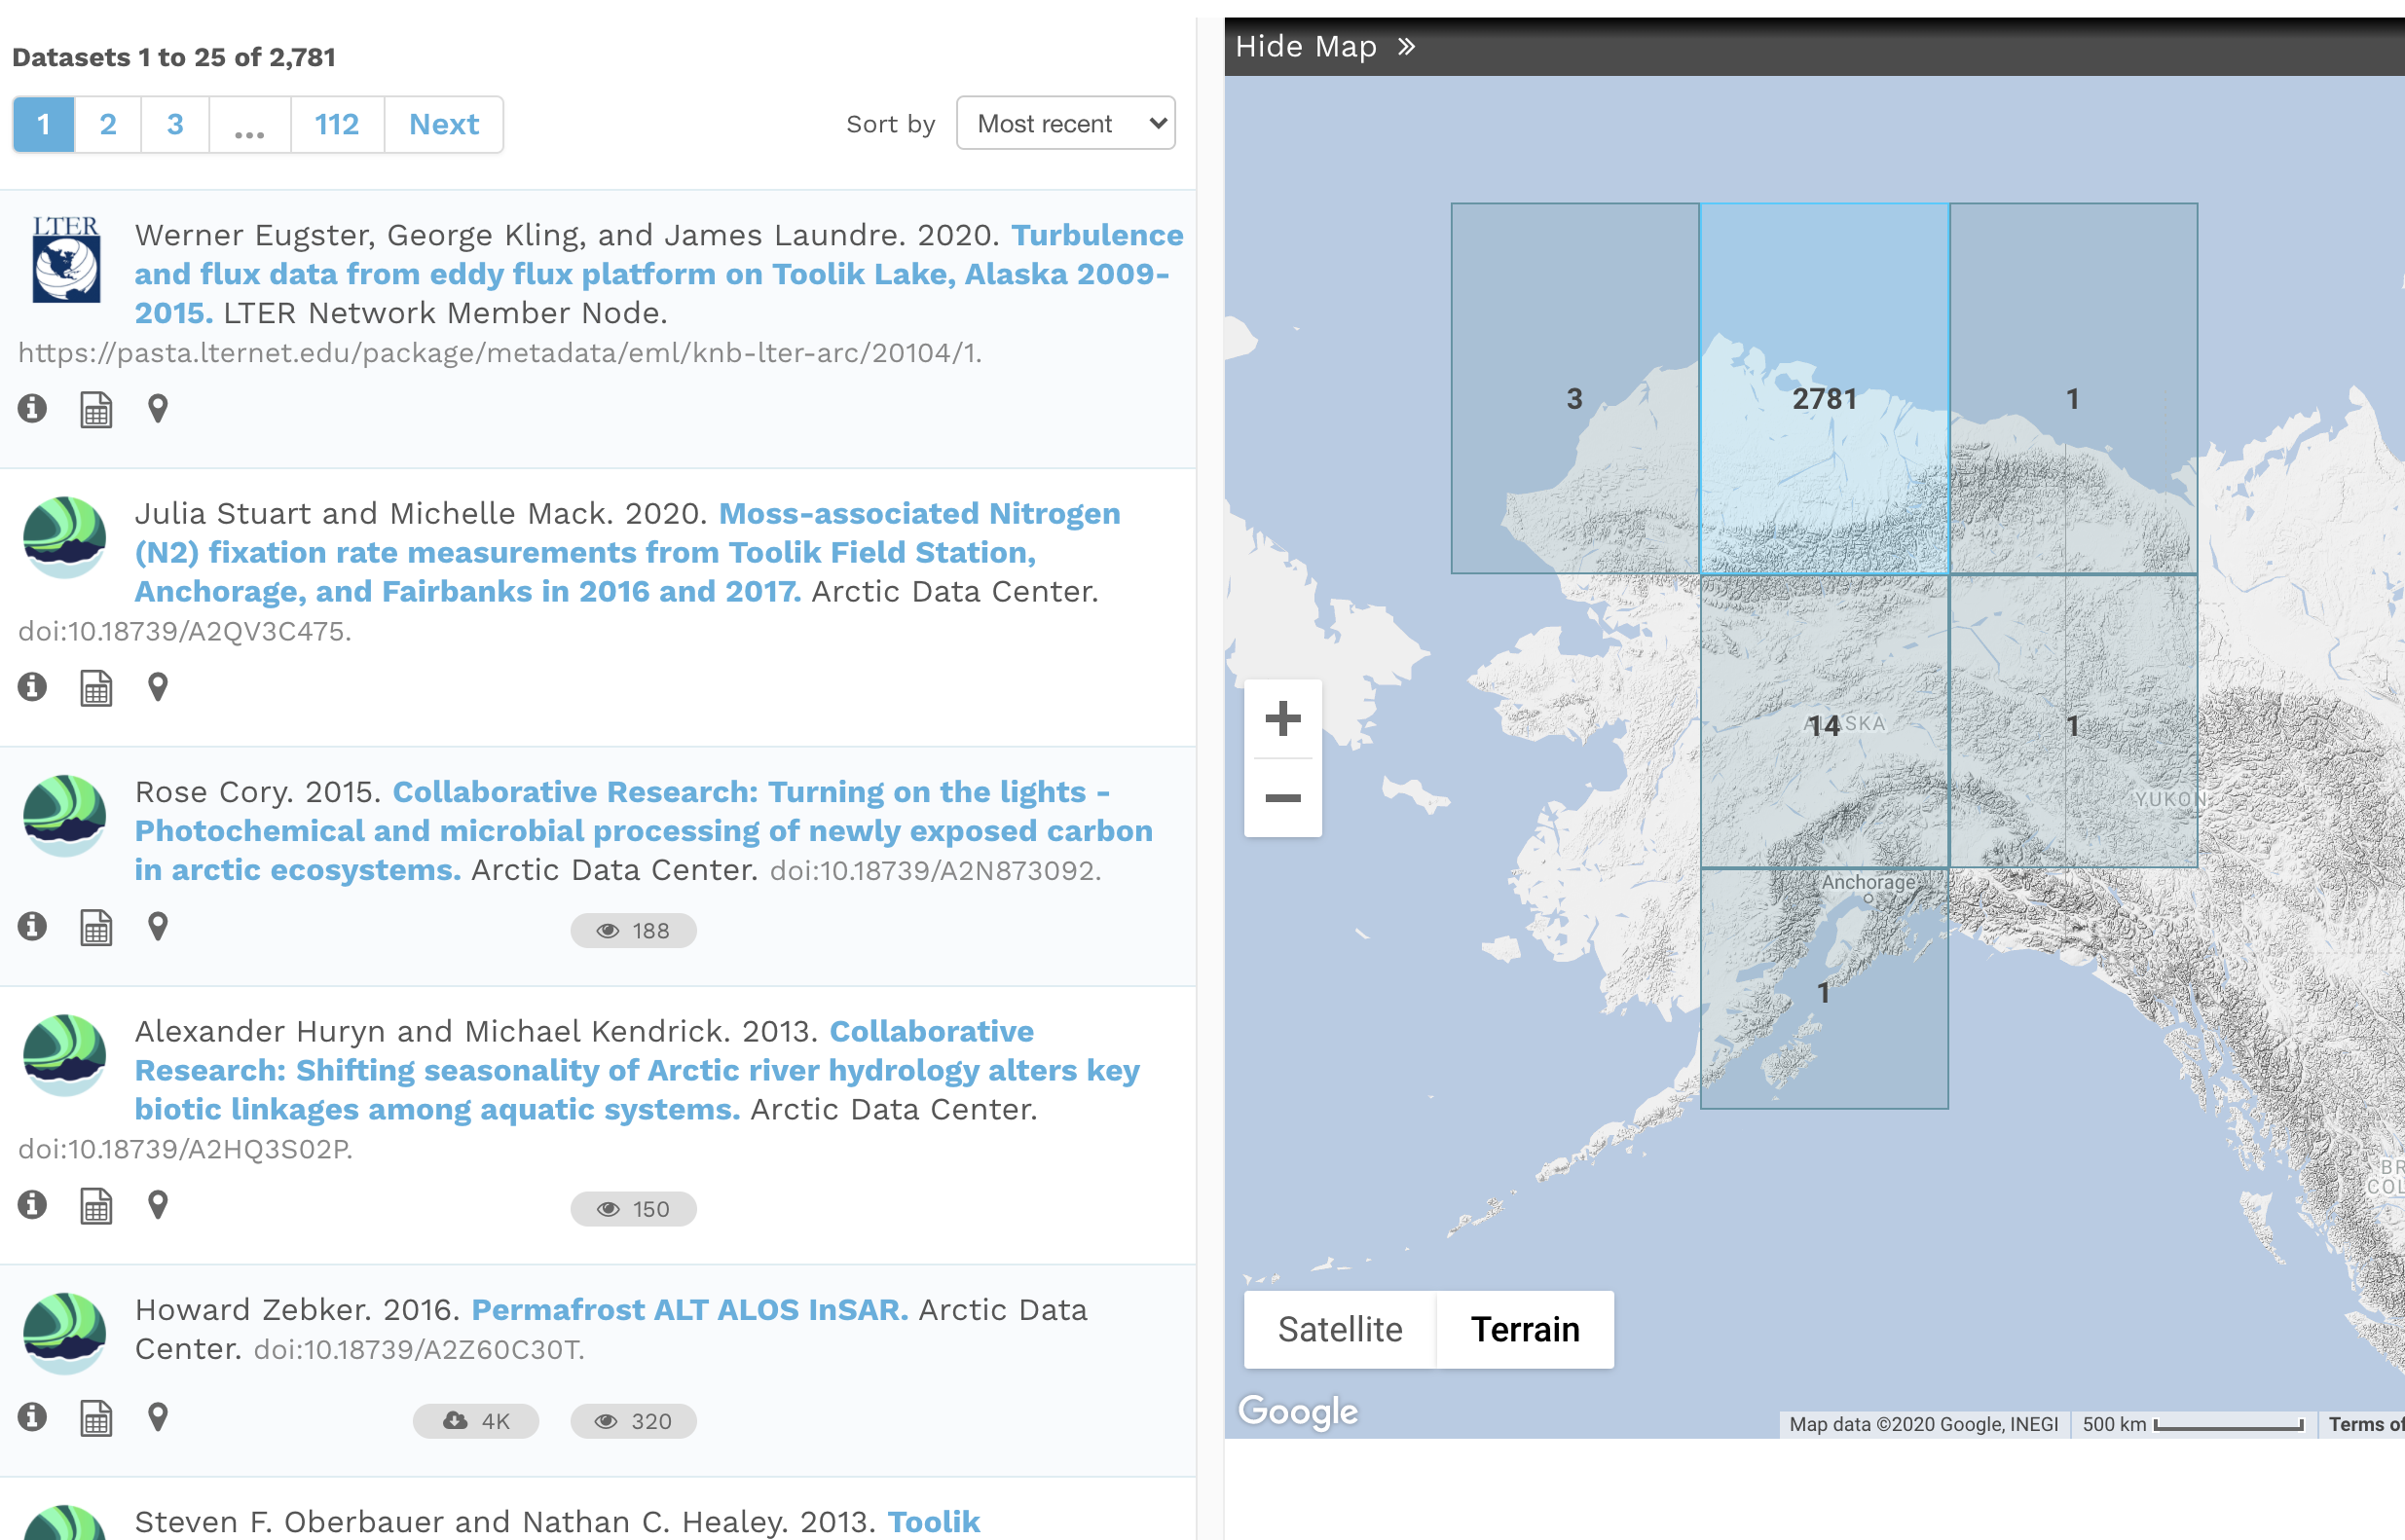 Datasets 1 to 25 of 2,781
1 2 3 ... 112 Next
Sort by Most recent
LTER
Werner Eugster, George Kling, and James Laundre. 2020. Turbulence
and flux data from eddy flux platform on Toolik Lake, Alaska 2009-
2015. LTER Network Member Node.
https://pasta.lternet.edu/package/metadata/eml/knb-lter-arc/20104/1.
Julia Stuart and Michelle Mack. 2020. Moss-associated Nitrogen
(N2) fixation rate measurements from Toolik Field Station,
Anchorage, and Fairbanks in 2016 and 2017. Arctic Data Center.
doi:10.18739/A2QV3C475.
Rose Cory. 2015. Collaborative Research: Turning on the lights -
Photochemical and microbial processing of newly exposed carbon
in arctic ecosystems. Arctic Data Center. doi:10.18739/A2N873092.
188
Alexander Huryn and Michael Kendrick. 2013. Collaborative
Research: Shifting seasonality of Arctic river hydrology alters key
biotic linkages among aquatic systems. Arctic Data Center.
doi:10.18739/A2HQ3S02P.
150
Howard Zebker. 2016. Permafrost ALT ALOS InSAR. Arctic Data
Center. doi:10.18739/A2Z60C30T.
4K 320
Steven F. Oberbauer and Nathan C. Healey. 2013. Toolik
Hide Map »
3 2781 1
ALASKA
14 1
YUKON
Anchorage
1
BR
COL
Satellite Terrain
Google
Map data ©2020 Google, INEGI 500 km Terms of